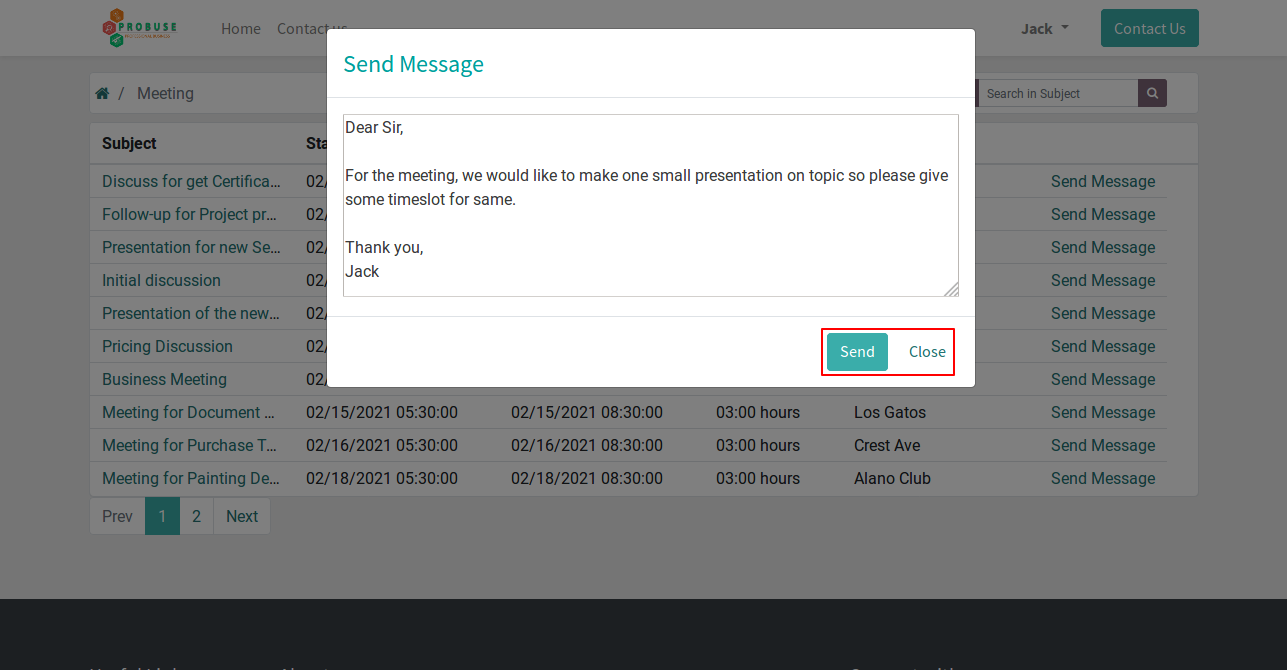 PROBUSE
Home Contact us
Jack
Contact Us
Send Message
/ Meeting
Search in Subject
Dear Sir,
For the meeting, we would like to make one small presentation on topic so please give
some timeslot for same.
Thank you,
Jack
Send Close
Subject Sta
Discuss for get Certifica... 02/ Send Message
Follow-up for Project pr... 02/ Send Message
Presentation for new Se... 02/ Send Message
Initial discussion 02/ Send Message
Presentation of the new... 02/ Send Message
Pricing Discussion 02/ Send Message
Business Meeting 02/ Send Message
Meeting for Document ... 02/15/2021 05:30:00 02/15/2021 08:30:00 03:00 hours Los Gatos Send Message
Meeting for Purchase T... 02/16/2021 05:30:00 02/16/2021 08:30:00 03:00 hours Crest Ave Send Message
Meeting for Painting De... 02/18/2021 05:30:00 02/18/2021 08:30:00 03:00 hours Alano Club Send Message
Prev 1 2 Next